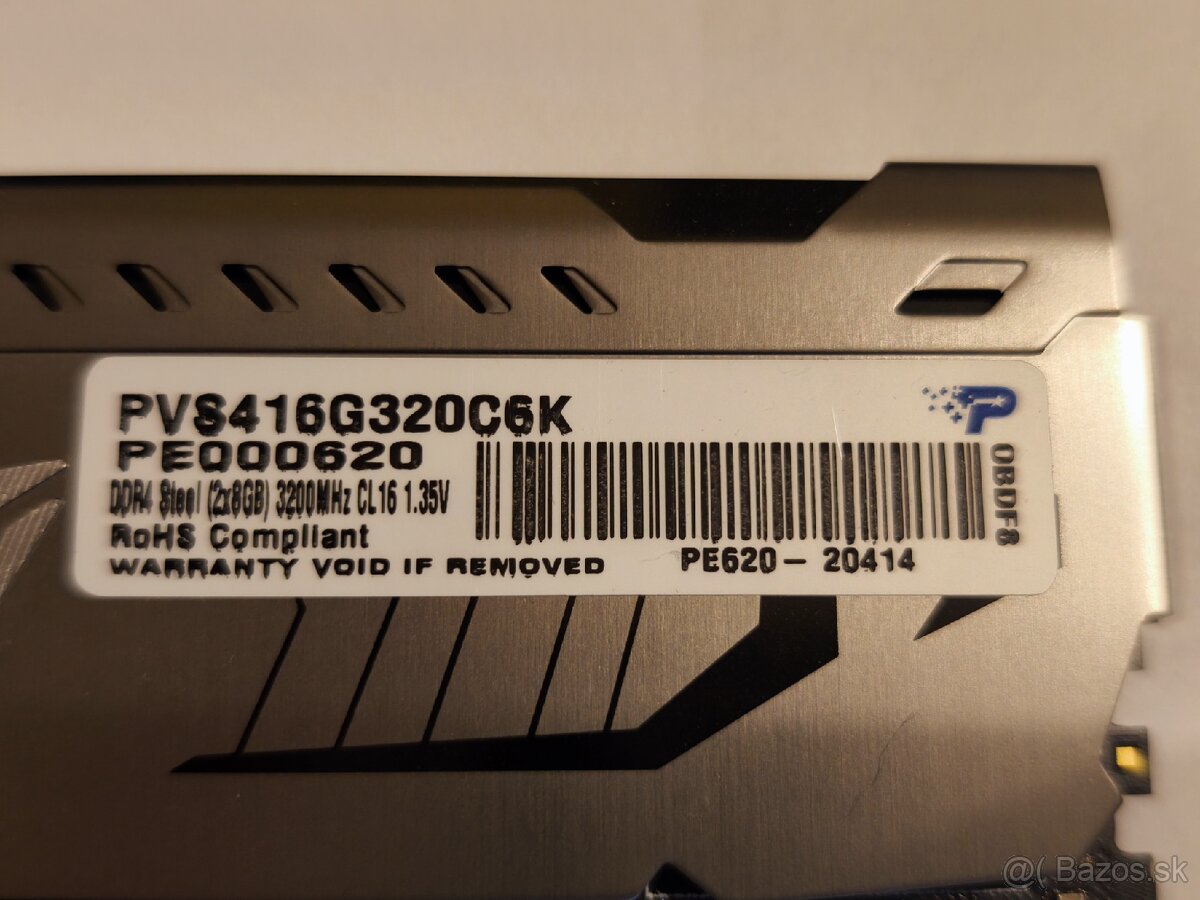 PVS416G320C6K
PE000620
DDR4 Steel (2x8GB) 3200MHz CL16 1.35V
RoHS Compliant
WARRANTY VOID IF REMOVED
PE620- 20414
0BDF8
P
@( Bazos.sk